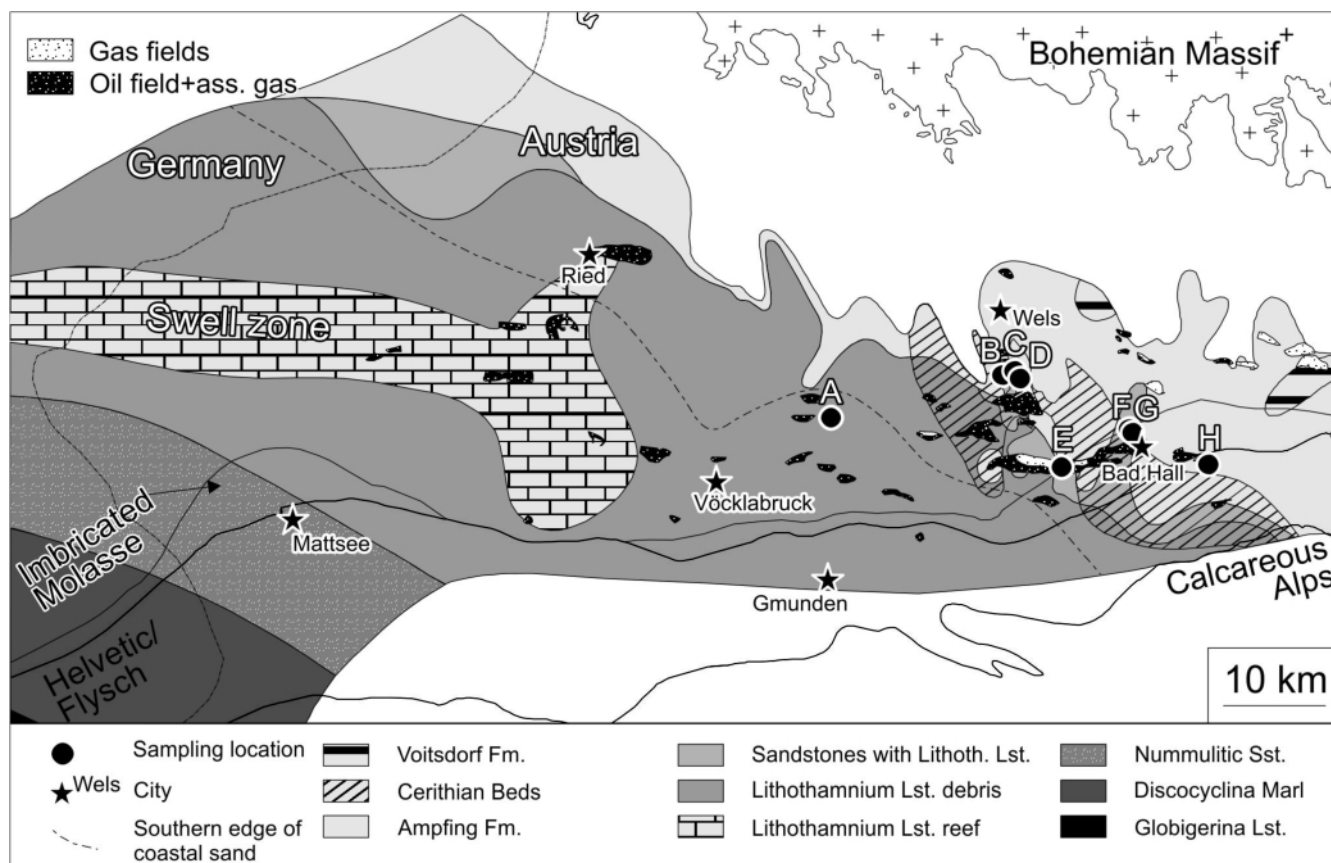 Gas fields
Oil field+ass. gas
Bohemian Massif
Austria
Germany
Ried
Swell zone
Wels
B
C
D
A
F
G
E
H
Bad Hall
Vöcklabruck
Mattsee
Imbricated
Molasse
Gmunden
Calcareous
Alps
Helvetic/
Flysch
10 km
Sampling location
Wels
City
Southern edge of
coastal sand
Voitsdorf Fm.
Cerithian Beds
Ampfing Fm.
Sandstones with Lithoth. Lst.
Lithothamnium Lst. debris
Lithothamnium Lst. reef
Nummulitic Sst.
Discocyclina Marl
Globigerina Lst.